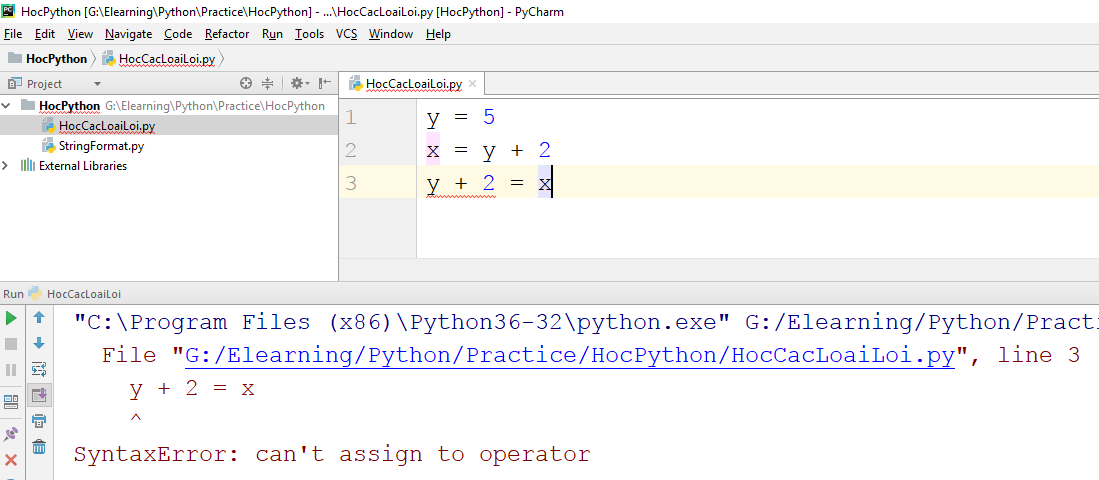 HocPython [G:\Elearning\Python\Practice\HocPython] - ...\HocCacLoaiLoi.py [HocPython] - PyCharm
File Edit View Navigate Code Refactor Run Tools VCS Window Help
HocPython HocCacLoaiLoi.py
Project
HocPython G:\Elearning\Python\Practice\HocPython
HocCacLoaiLoi.py
StringFormat.py
External Libraries
HocCacLoaiLoi.py
1 y = 5
2 x = y + 2
3 y + 2 = x
Run HocCacLoaiLoi
"C:\Program Files (x86)\Python36-32\python.exe" G:/Elearning/Python/Practi
File "G:/Elearning/Python/Practice/HocPython/HocCacLoaiLoi.py", line 3
y + 2 = x
^
SyntaxError: can't assign to operator